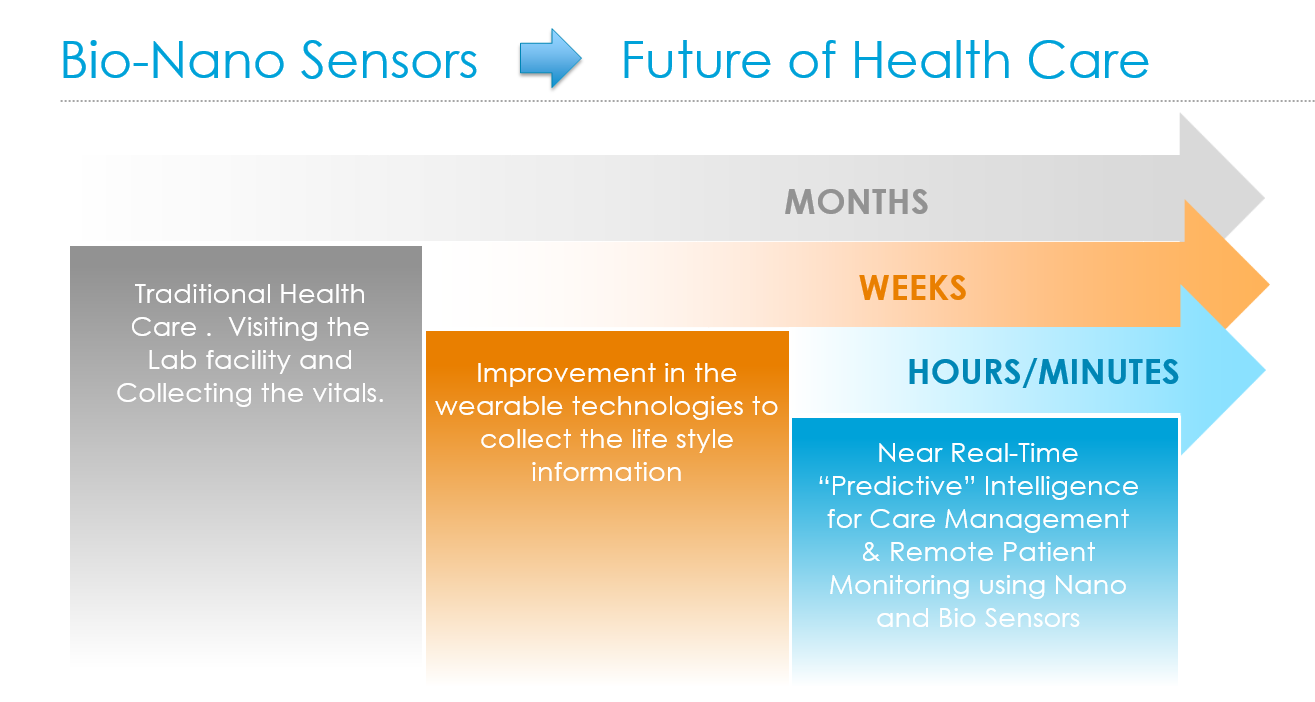 Bio-Nano Sensors Future of Health Care
MONTHS
WEEKS
HOURS/MINUTES
Traditional Health
Care .  Visiting the
Lab facility and
Collecting the vitals.
Improvement in the
wearable technologies to
collect the life style
information
Near Real-Time
“Predictive” Intelligence
for Care Management
& Remote Patient
Monitoring using Nano
and Bio Sensors